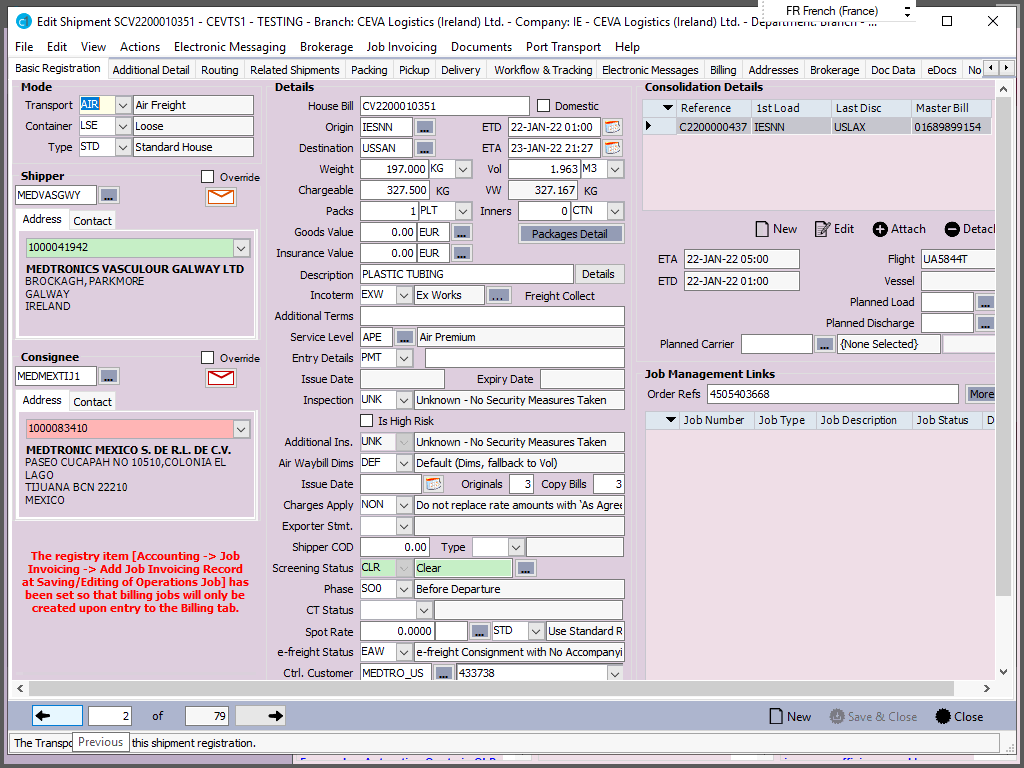 Edit Shipment SCV2200010351 - CEVTS1 - TESTING - Branch: CEVA Logistics (Ireland) Ltd. - Company: IE - CEVA Logistics (Ireland) Ltd. - Department: Branch - ...
FR French (France)
File Edit View Actions Electronic Messaging Brokerage Job Invoicing Documents Port Transport Help
Basic Registration Additional Detail Routing Related Shipments Packing Pickup Delivery Workflow & Tracking Electronic Messages Billing Addresses Brokerage Doc Data eDocs No
Mode
Transport AIR Air Freight
Container LSE Loose
Type STD Standard House
Shipper Override
MEDVASGWY ...
Address Contact
1000041942
MEDTRONICS VASCULOUR GALWAY LTD
BROCKAGH,PARKMORE
GALWAY
IRELAND
Consignee Override
MEDMEXTIJ1 ...
Address Contact
1000083410
MEDTRONIC MEXICO S. DE R.L. DE C.V.
PASEO CUCAPAH NO 10510,COLONIA EL
LAGO
TIJUANA BCN 22210
MEXICO
The registry item [Accounting -> Job
Invoicing -> Add Job Invoicing Record
at Saving/Editing of Operations Job] has
been set so that billing jobs will only be
created upon entry to the Billing tab.
Details
House Bill CV2200010351 Domestic
Origin IESNN ... ETD 22-JAN-22 01:00
Destination USSAN ... ETA 23-JAN-22 21:27
Weight 197.000 KG Vol 1.963 M3
Chargeable 327.500 KG VW 327.167 KG
Packs 1 PLT Inners 0 CTN
Goods Value 0.00 EUR ... Packages Detail
Insurance Value 0.00 EUR ...
Description PLASTIC TUBING Details
Incoterm EXW Ex Works ... Freight Collect
Additional Terms
Service Level APE ... Air Premium
Entry Details PMT
Issue Date Expiry Date
Inspection UNK Unknown - No Security Measures Taken
Is High Risk
Additional Ins. UNK Unknown - No Security Measures Taken
Air Waybill Dims DEF Default (Dims, fallback to Vol)
Issue Date Originals 3 Copy Bills 3
Charges Apply NON Do not replace rate amounts with `As Agree
Exporter Stmt.
Shipper COD 0.00 Type
Screening Status CLR Clear ...
Phase SO0 Before Departure
CT Status
Spot Rate 0.0000 ... STD Use Standard R
e-freight Status EAW e-freight Consignment with No Accompanyi
Ctrl. Customer MEDTRO_US ... 433738
Consolidation Details
Reference 1st Load Last Disc Master Bill
C2200000437 IESNN USLAX 01689899154
New Edit Attach Detach
ETA 22-JAN-22 05:00 Flight UA5844T
ETD 22-JAN-22 01:00 Vessel
Planned Load ...
Planned Discharge ...
Planned Carrier ... {None Selected}
Job Management Links
Order Refs 4505403668 More
Job Number Job Type Job Description Job Status D
2 of 79 New Save & Close Close
The Transpo Previous this shipment registration.